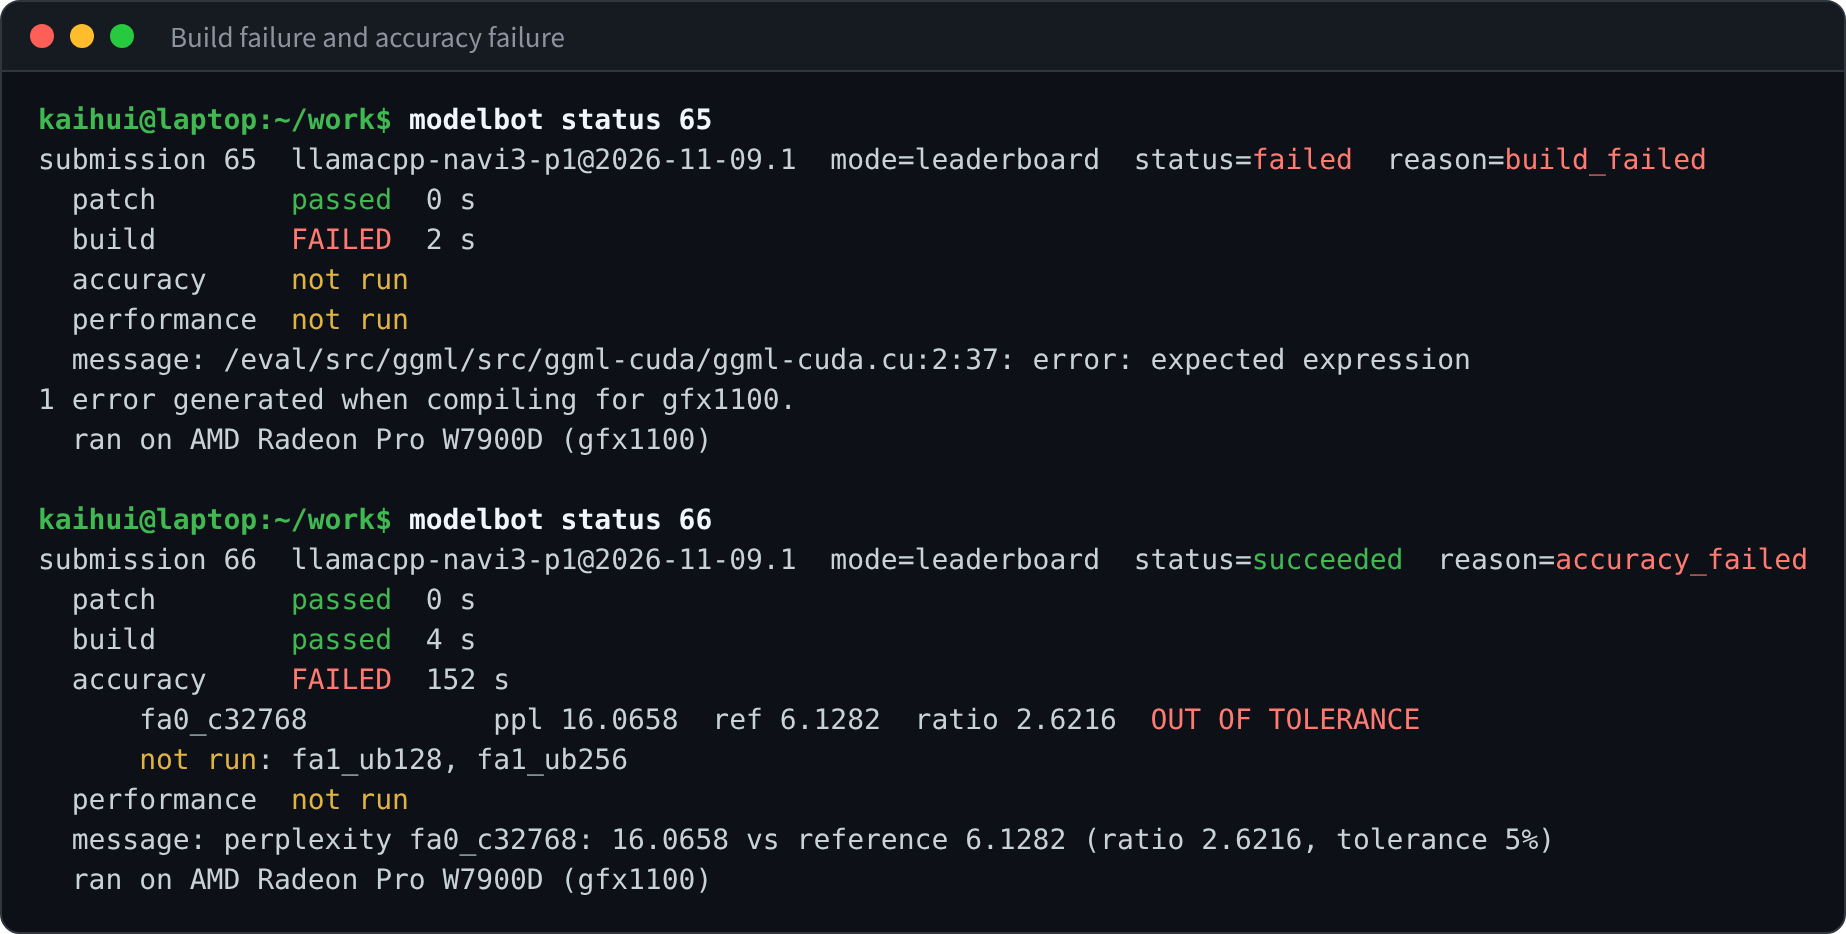 Build failure and accuracy failure
kaihui@laptop:~/work$ modelbot status 65
submission 65  llamacpp-navi3-p1@2026-11-09.1  mode=leaderboard  status=failed  reason=build_failed
  patch        passed  0 s
  build        FAILED  2 s
  accuracy     not run
  performance  not run
  message: /eval/src/ggml/src/ggml-cuda/ggml-cuda.cu:2:37: error: expected expression
1 error generated when compiling for gfx1100.
  ran on AMD Radeon Pro W7900D (gfx1100)
kaihui@laptop:~/work$ modelbot status 66
submission 66  llamacpp-navi3-p1@2026-11-09.1  mode=leaderboard  status=succeeded  reason=accuracy_failed
  patch        passed  0 s
  build        passed  4 s
  accuracy     FAILED  152 s
      fa0_c32768           ppl 16.0658  ref 6.1282  ratio 2.6216  OUT OF TOLERANCE
      not run: fa1_ub128, fa1_ub256
  performance  not run
  message: perplexity fa0_c32768: 16.0658 vs reference 6.1282 (ratio 2.6216, tolerance 5%)
  ran on AMD Radeon Pro W7900D (gfx1100)